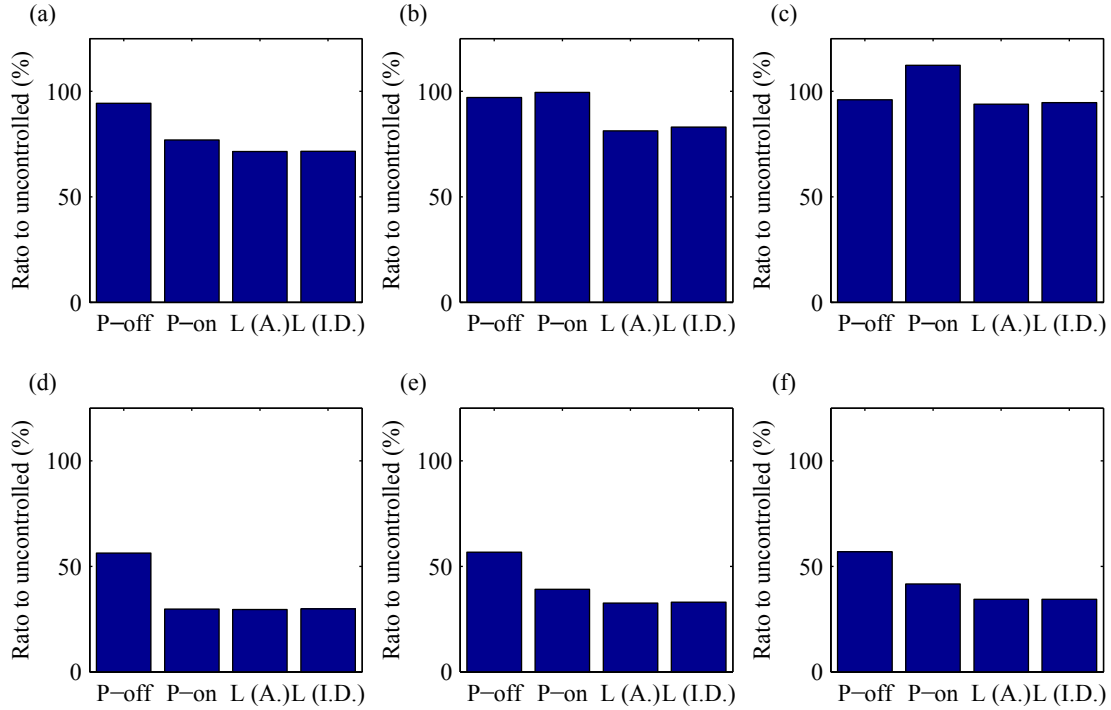 (a)
Rato to uncontrolled (%)
100
50
0
P−off P−on L (A.) L (I.D.)
(b)
Rato to uncontrolled (%)
100
50
0
P−off P−on L (A.) L (I.D.)
(c)
Rato to uncontrolled (%)
100
50
0
P−off P−on L (A.) L (I.D.)
(d)
Rato to uncontrolled (%)
100
50
0
P−off P−on L (A.) L (I.D.)
(e)
Rato to uncontrolled (%)
100
50
0
P−off P−on L (A.) L (I.D.)
(f)
Rato to uncontrolled (%)
100
50
0
P−off P−on L (A.) L (I.D.)